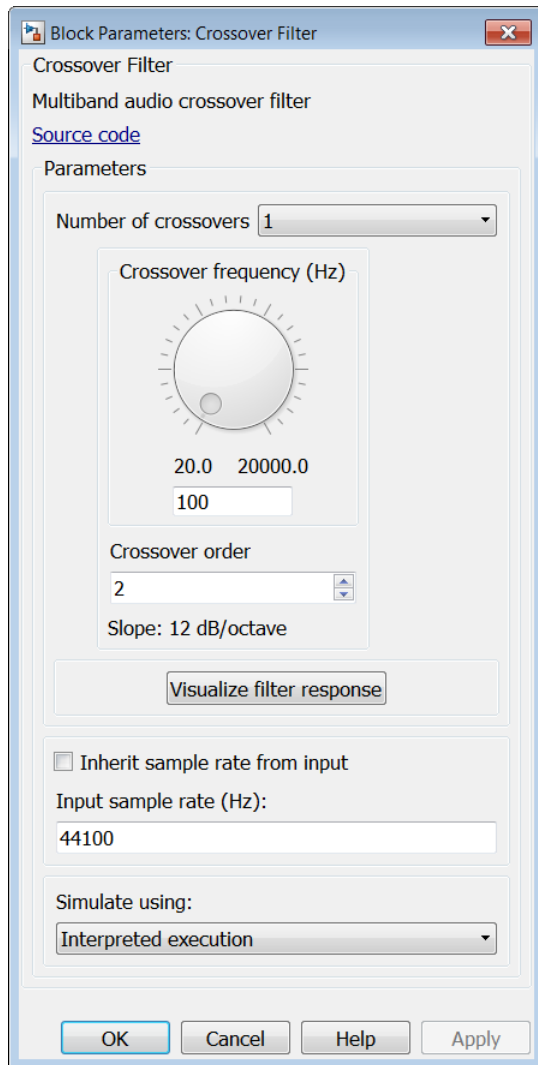 Block Parameters: Crossover Filter
Crossover Filter
Multiband audio crossover filter
Source code
Parameters
Number of crossovers 1
Crossover frequency (Hz)
20.0 20000.0
100
Crossover order
2
Slope: 12 dB/octave
Visualize filter response
Inherit sample rate from input
Input sample rate (Hz):
44100
Simulate using:
Interpreted execution
OK Cancel Help Apply